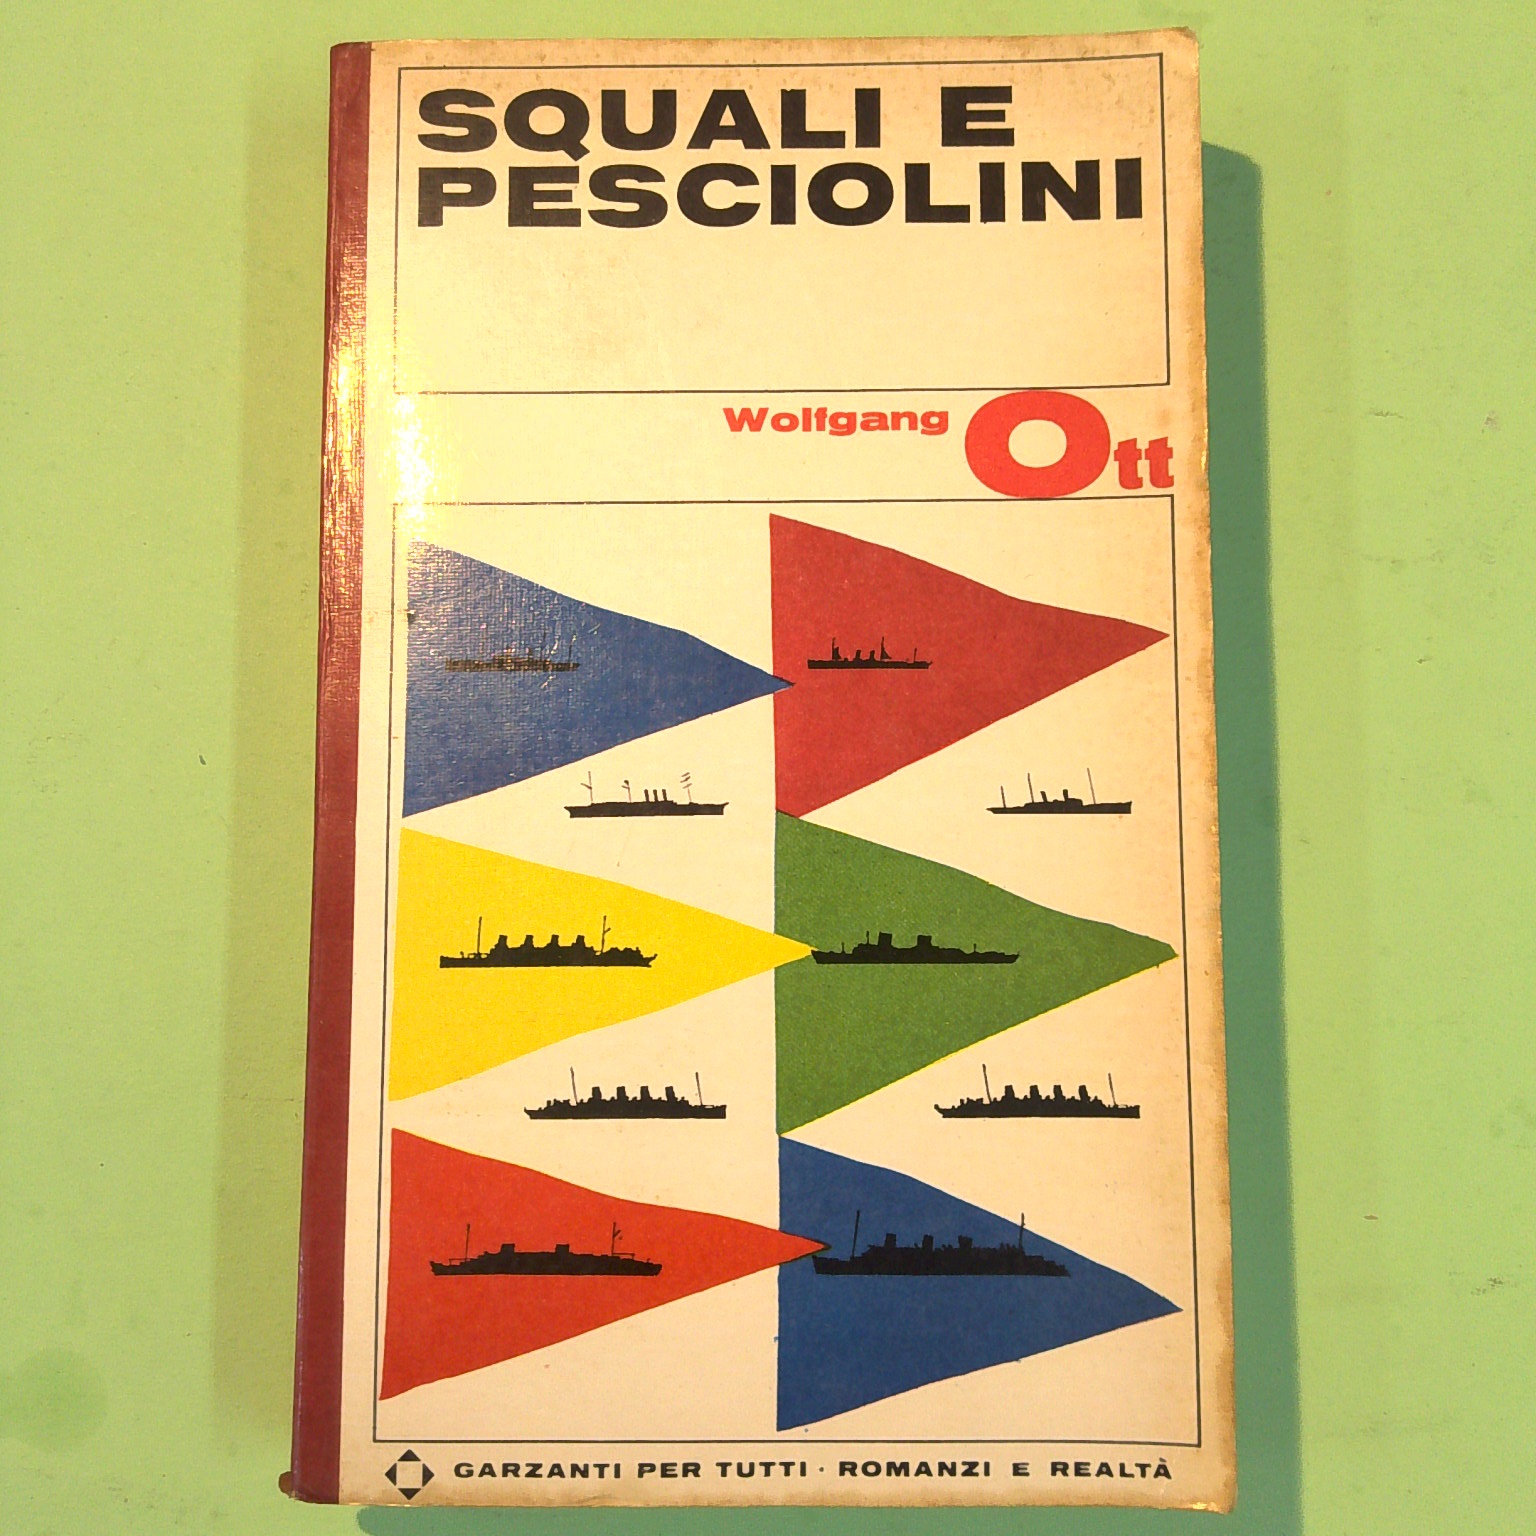 SQUALI E
PESCIOLINI
Wolfgang Ott
GARZANTI PER TUTTI · ROMANZI E REALTÀ